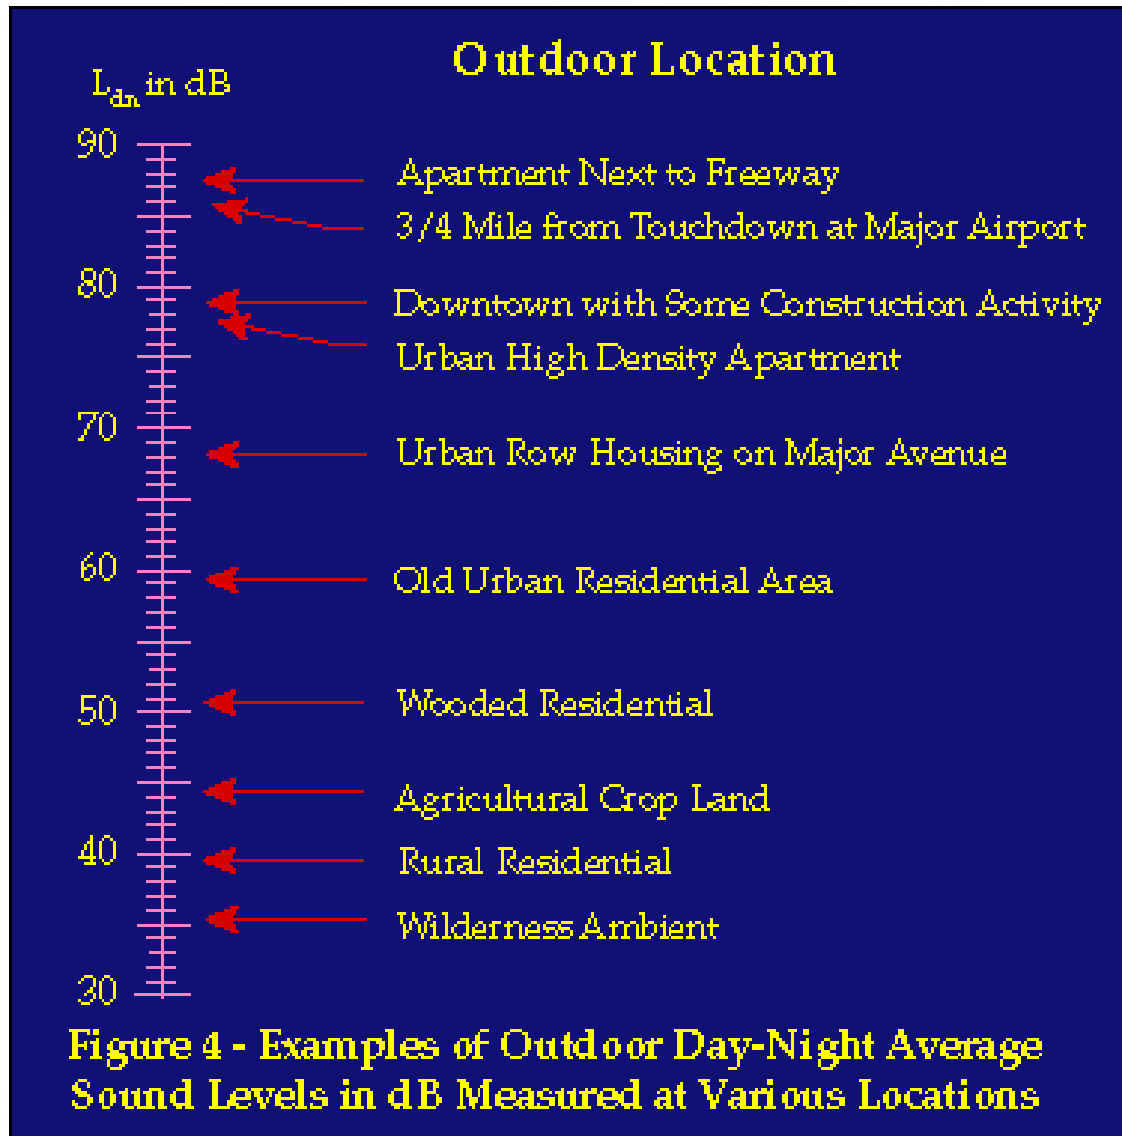 Outdoor Location
Ldn in dB
90
Apartment Next to Freeway
3/4 Mile from Touchdown at Major Airport
80
Downtown with Some Construction Activity
Urban High Density Apartment
70
Urban Row Housing on Major Avenue
60
Old Urban Residential Area
50
Wooded Residential
Agricultural Crop Land
40
Rural Residential
Wilderness Ambient
30
Figure 4 - Examples of Outdoor Day-Night Average
Sound Levels in dB Measured at Various Locations